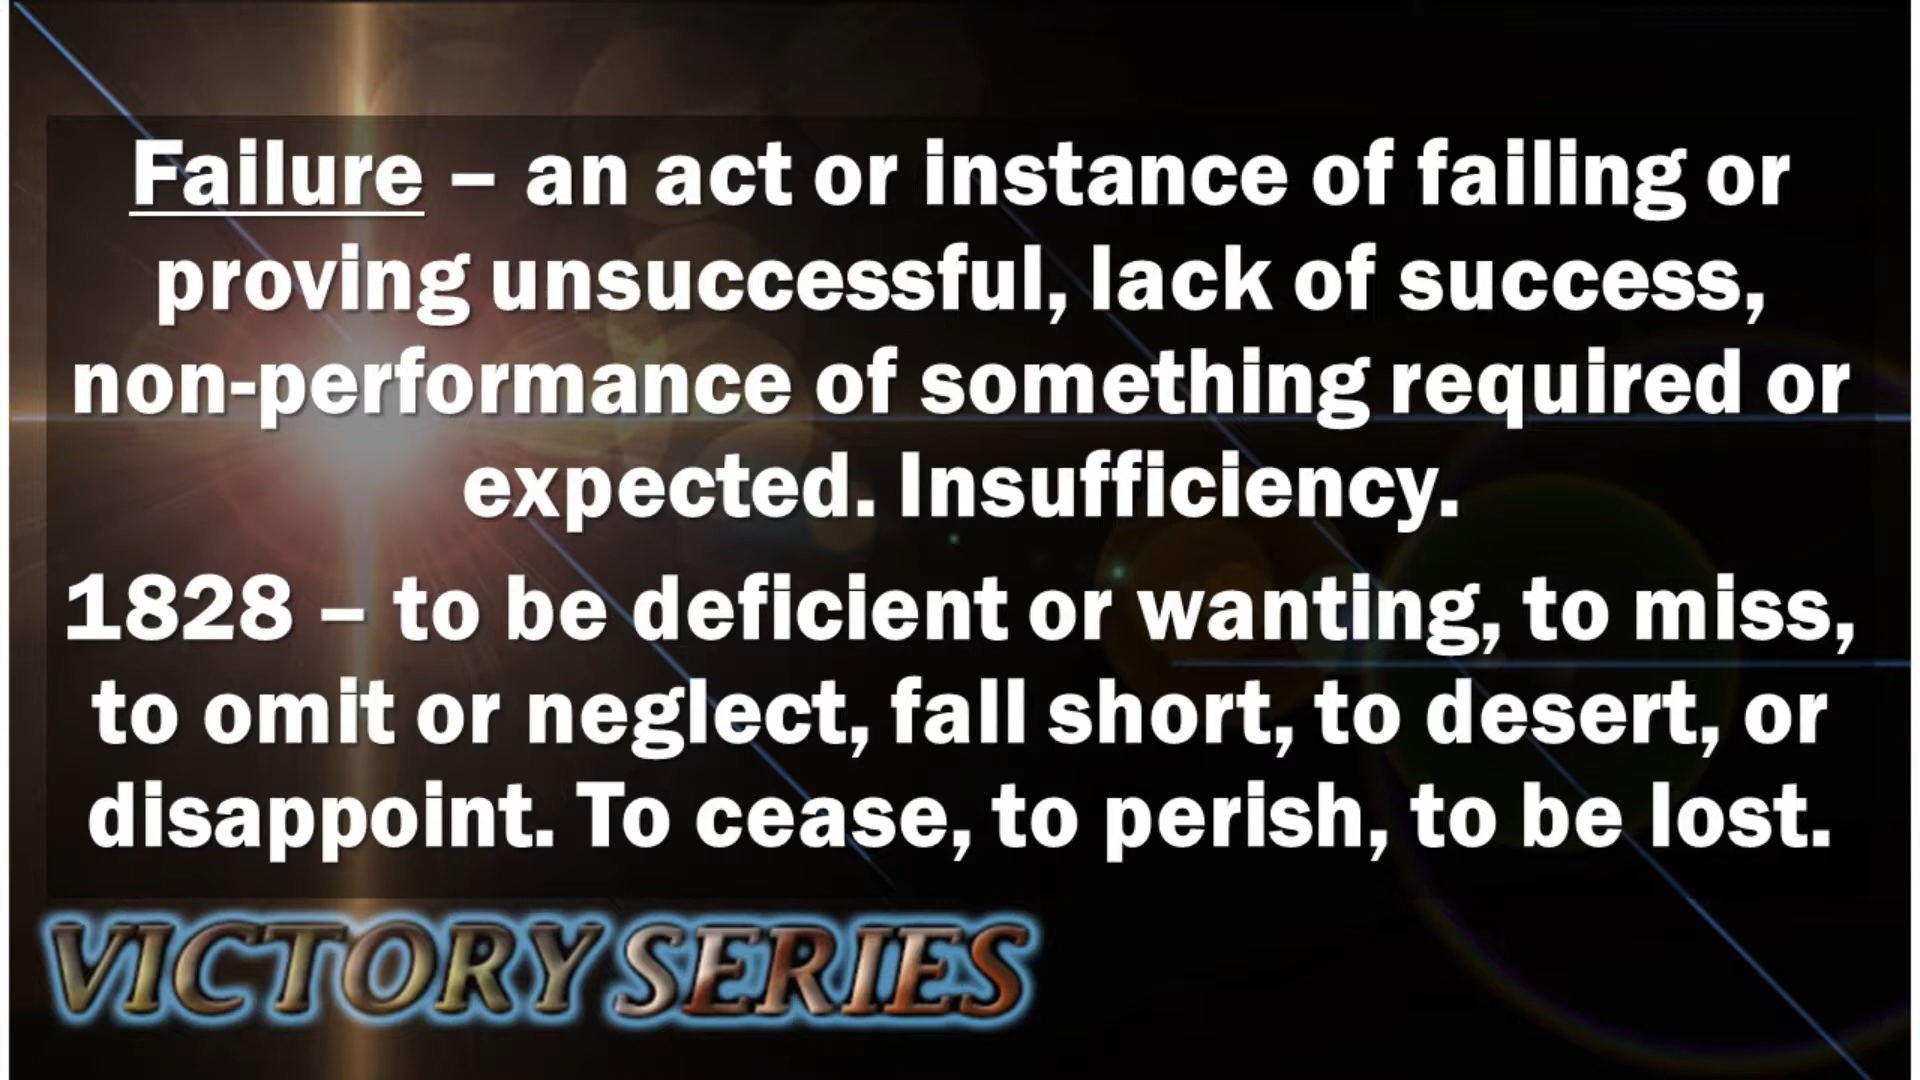 Failure – an act or instance of failing or
proving unsuccessful, lack of success,
non-performance of something required or
expected. Insufficiency.
1828 – to be deficient or wanting, to miss,
to omit or neglect, fall short, to desert, or
disappoint. To cease, to perish, to be lost.
VICTORY SERIES